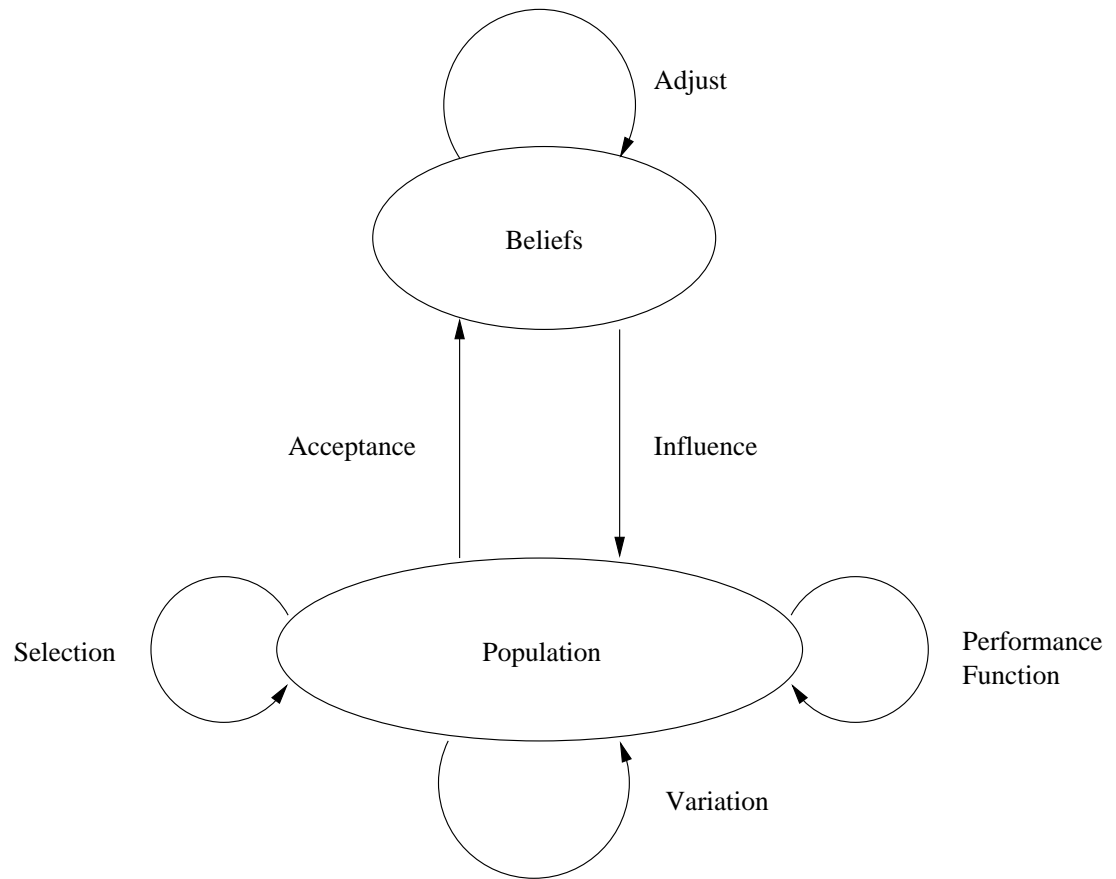 Adjust
Beliefs
Acceptance
Influence
Selection
Population
Performance
Function
Variation